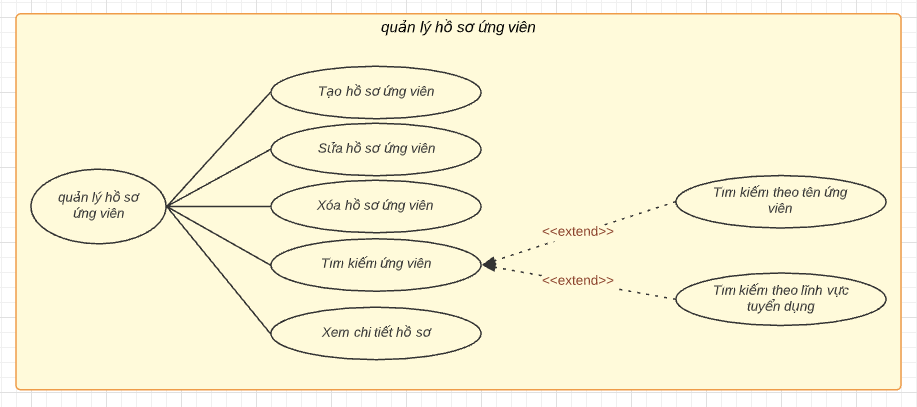 quản lý hồ sơ ứng viên
Tạo hồ sơ ứng viên
Sửa hồ sơ ứng viên
quản lý hồ sơ
ứng viên
Xóa hồ sơ ứng viên
Tìm kiếm ứng viên
Xem chi tiết hồ sơ
<<extend>>
<<extend>>
Tìm kiếm theo tên ứng
viên
Tìm kiếm theo lĩnh vực
tuyển dụng